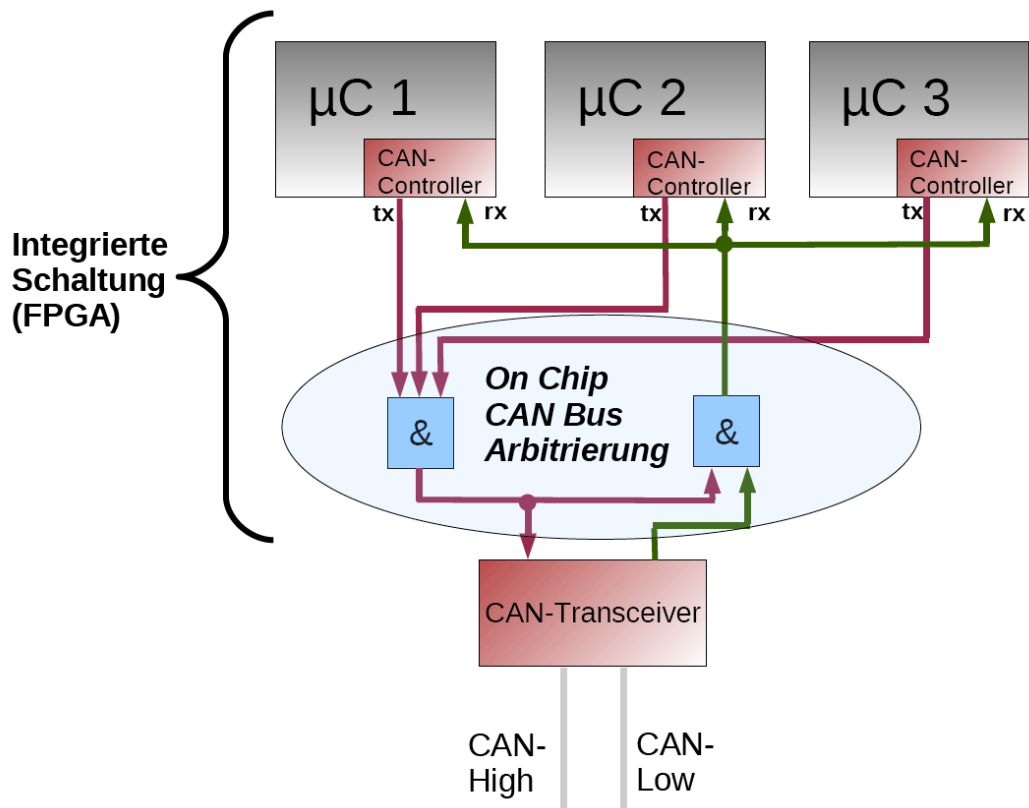 µC 1
µC 2
µC 3
CAN-
Controller
CAN-
Controller
CAN-
Controller
tx
rx
tx
rx
tx
rx
Integrierte
Schaltung
(FPGA)
On Chip
CAN Bus
Arbitrierung
&
&
CAN-Transceiver
CAN-
High
CAN-
Low